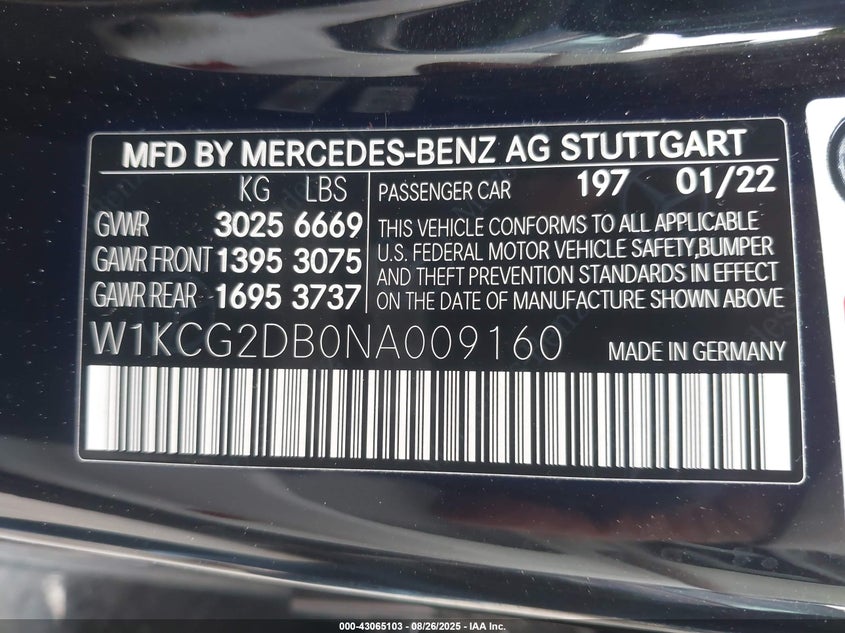 MFD BY MERCEDES-BENZ AG STUTTGART
KG LBS
GVWR 3025 6669
GAWR FRONT 1395 3075
GAWR REAR 1695 3737
PASSENGER CAR 197 01/22
THIS VEHICLE CONFORMS TO ALL APPLICABLE
U.S. FEDERAL MOTOR VEHICLE SAFETY,BUMPER
AND THEFT PREVENTION STANDARDS IN EFFECT
ON THE DATE OF MANUFACTURE SHOWN ABOVE
W1KCG2DB0NA009160
MADE IN GERMANY
000-43065103 - 08/26/2025 - IAA Inc.